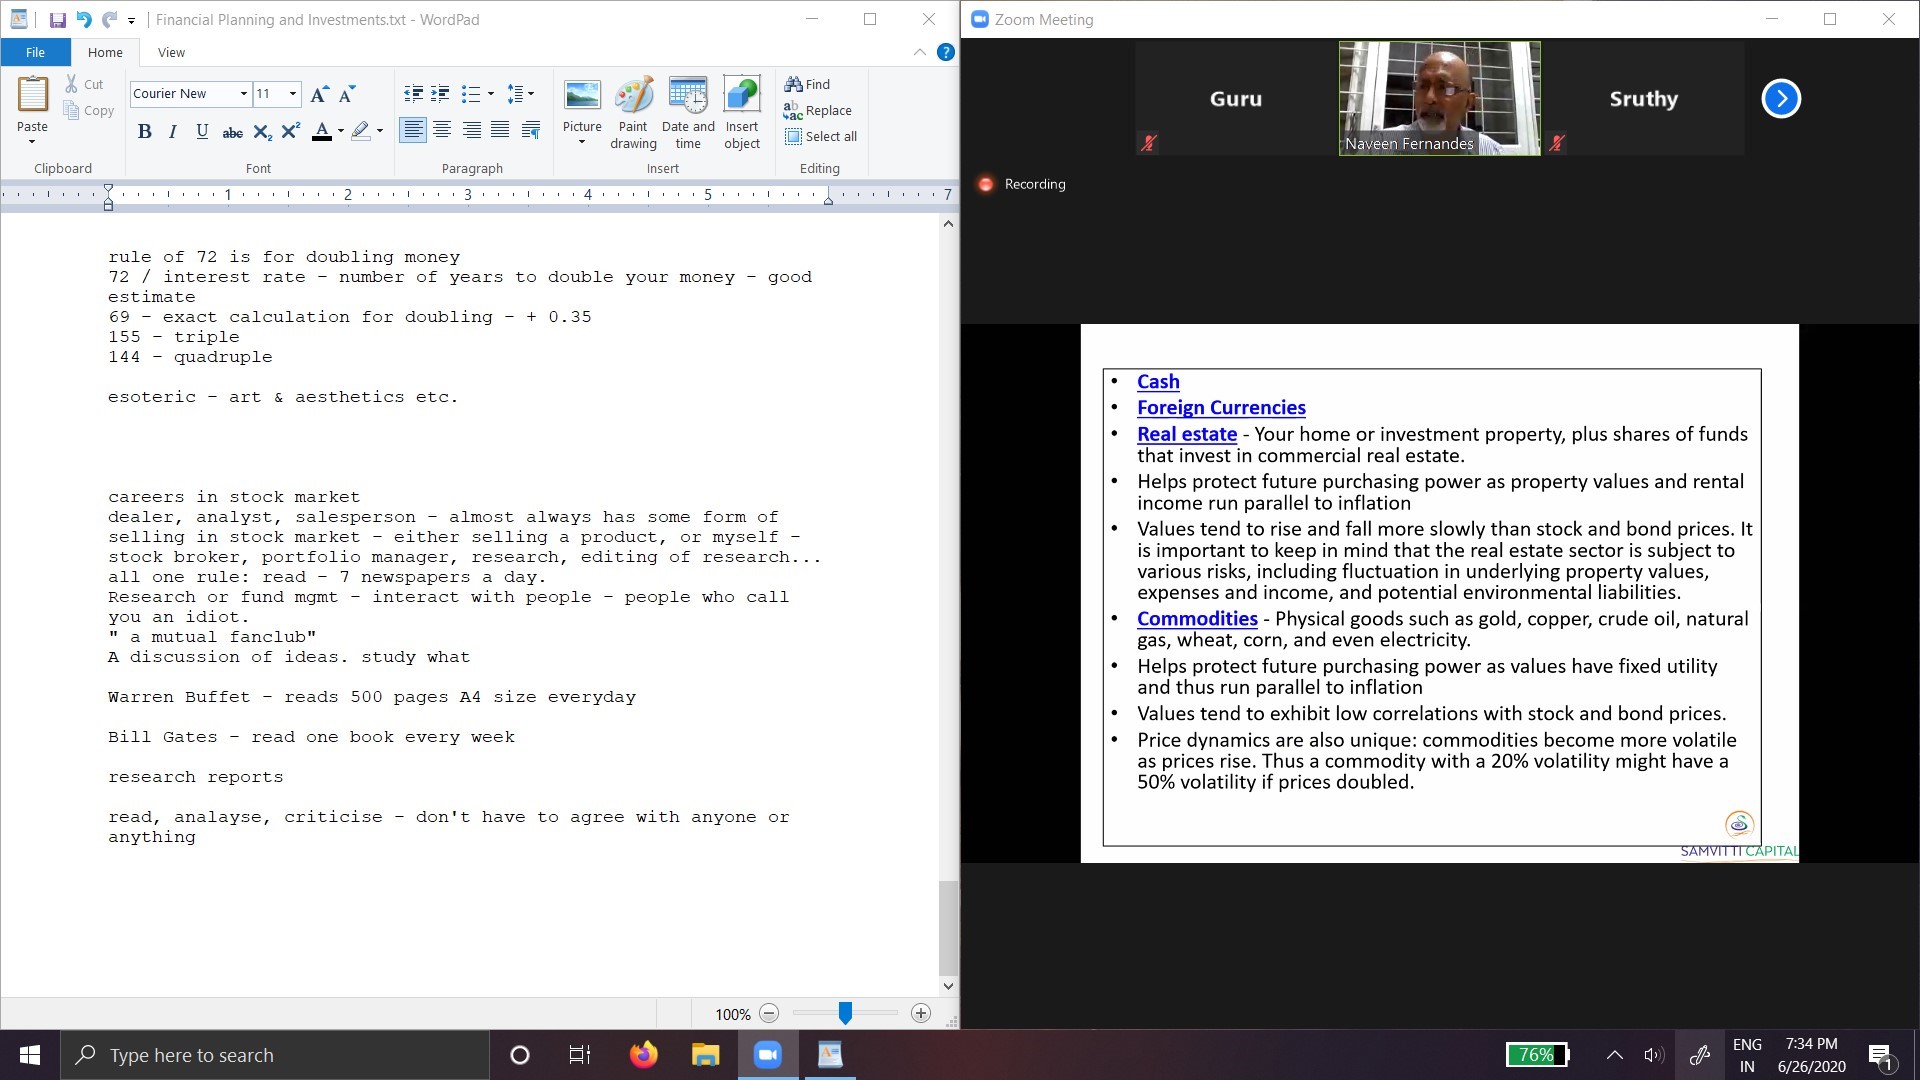 Financial Planning and Investments.txt - WordPad
File
Home
View
Paste
Cut
Copy
Clipboard
Courier New
11
A A
B I U abc X2 X2 A
Font
Paragraph
Picture
Paint drawing
Date and time
Insert object
Insert
Find
Replace
Select all
Editing
1 2 3 4 5 7
rule of 72 is for doubling money
72 / interest rate - number of years to double your money - good
estimate
69 - exact calculation for doubling - + 0.35
155 - triple
144 - quadruple
esoteric - art & aesthetics etc.
careers in stock market
dealer, analyst, salesperson - almost always has some form of
selling in stock market - either selling a product, or myself -
stock broker, portfolio manager, research, editing of research...
all one rule: read - 7 newspapers a day.
Research or fund mgmt - interact with people - people who call
you an idiot.
" a mutual fanclub"
A discussion of ideas. study what
Warren Buffet - reads 500 pages A4 size everyday
Bill Gates - read one book every week
research reports
read, analayse, criticise - don't have to agree with anyone or
anything
100%
Zoom Meeting
Guru
Naveen Fernandes
Sruthy
Recording
• Cash
• Foreign Currencies
• Real estate - Your home or investment property, plus shares of funds
that invest in commercial real estate.
• Helps protect future purchasing power as property values and rental
income run parallel to inflation
• Values tend to rise and fall more slowly than stock and bond prices. It
is important to keep in mind that the real estate sector is subject to
various risks, including fluctuation in underlying property values,
expenses and income, and potential environmental liabilities.
• Commodities - Physical goods such as gold, copper, crude oil, natural
gas, wheat, corn, and even electricity.
• Helps protect future purchasing power as values have fixed utility
and thus run parallel to inflation
• Values tend to exhibit low correlations with stock and bond prices.
• Price dynamics are also unique: commodities become more volatile
as prices rise. Thus a commodity with a 20% volatility might have a
50% volatility if prices doubled.
SAMVITTI CAPITAL
Type here to search
76%
ENG
IN
7:34 PM
6/26/2020
1